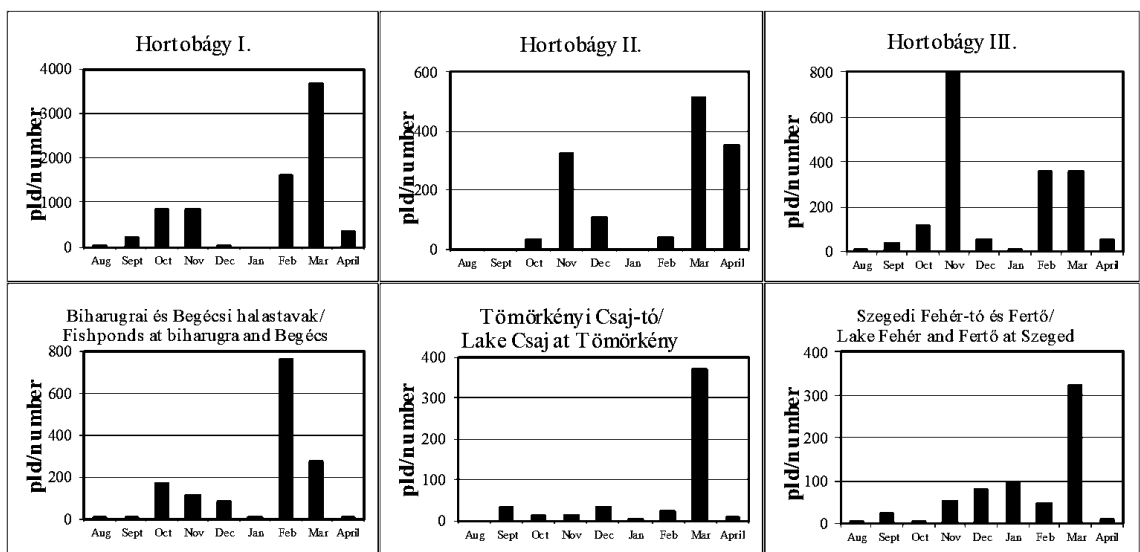 Hortobágy I.
pld/number
4000
3000
2000
1000
0
Aug Sept Oct Nov Dec Jan Feb Mar April
Hortobágy II.
pld/number
600
400
200
0
Aug Sept Oct Nov Dec Jan Feb Mar April
Hortobágy III.
pld/number
800
600
400
200
0
Aug Sept Oct Nov Dec Jan Feb Mar April
Biharugrai és Begécsi halastavak/
Fishponds at biharugra and Begécs
pld/number
800
600
400
200
0
Aug Sept Oct Nov Dec Jan Feb Mar April
Tömörkényi Csaj-tó/
Lake Csaj at Tömörkény
pld/number
400
300
200
100
0
Aug Sept Oct Nov Dec Jan Feb Mar April
Szegedi Fehér-tó és Fertő/
Lake Fehér and Fertő at Szeged
pld/number
400
300
200
100
0
Aug Sept Oct Nov Dec Jan Feb Mar April